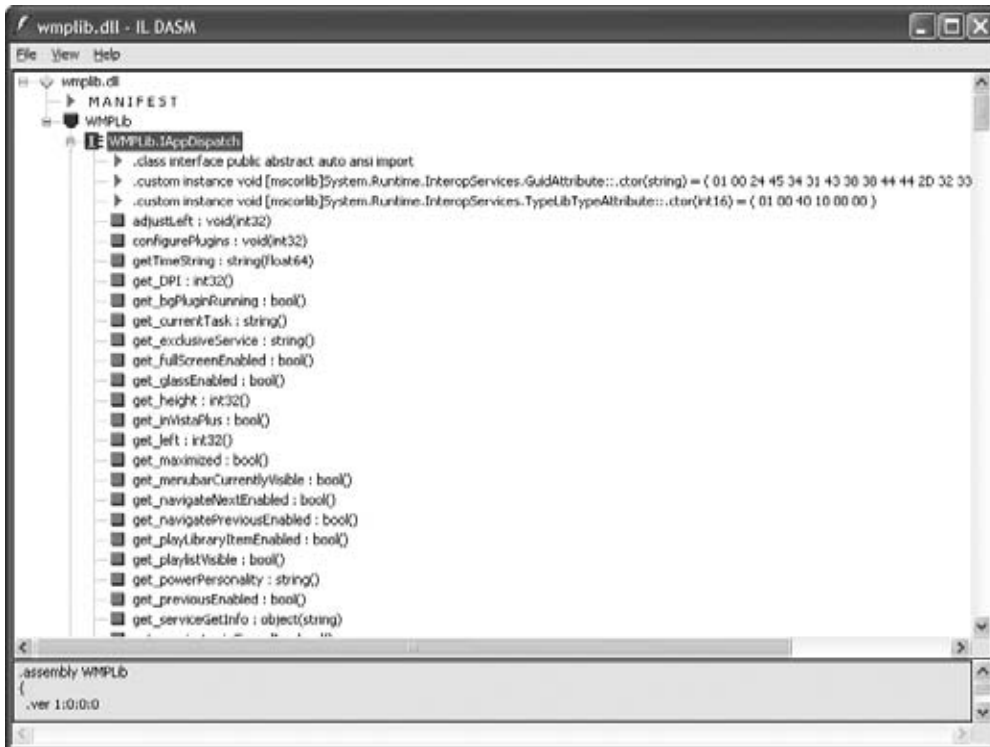 wmplib.dll - IL DASM
File View Help
wmplib.dll
MANIFEST
WMPLib
WMPLib.IAppDispatch
.class interface public abstract auto ansi import
.custom instance void [mscorlib]System.Runtime.InteropServices.GuidAttribute::.ctor(string) = ( 01 00 24 45 34 31 43 38 38 44 44 2D 32 33
.custom instance void [mscorlib]System.Runtime.InteropServices.TypeLibTypeAttribute::.ctor(int16) = ( 01 00 40 10 00 00 )
adjustLeft : void(int32)
configurePlugins : void(int32)
getTimeString : string(float64)
get_DPI : int32()
get_bgPluginRunning : bool()
get_currentTask : string()
get_exclusiveService : string()
get_fullScreenEnabled : bool()
get_glassEnabled : bool()
get_height : int32()
get_inVistaPlus : bool()
get_left : int32()
get_maximized : bool()
get_menubarCurrentlyVisible : bool()
get_navigateNextEnabled : bool()
get_navigatePreviousEnabled : bool()
get_playLibraryItemEnabled : bool()
get_playlistVisible : bool()
get_powerPersonality : string()
get_previousEnabled : bool()
get_serviceGetInfo : object(string)
.assembly WMPLib
{
.ver 1:0:0:0